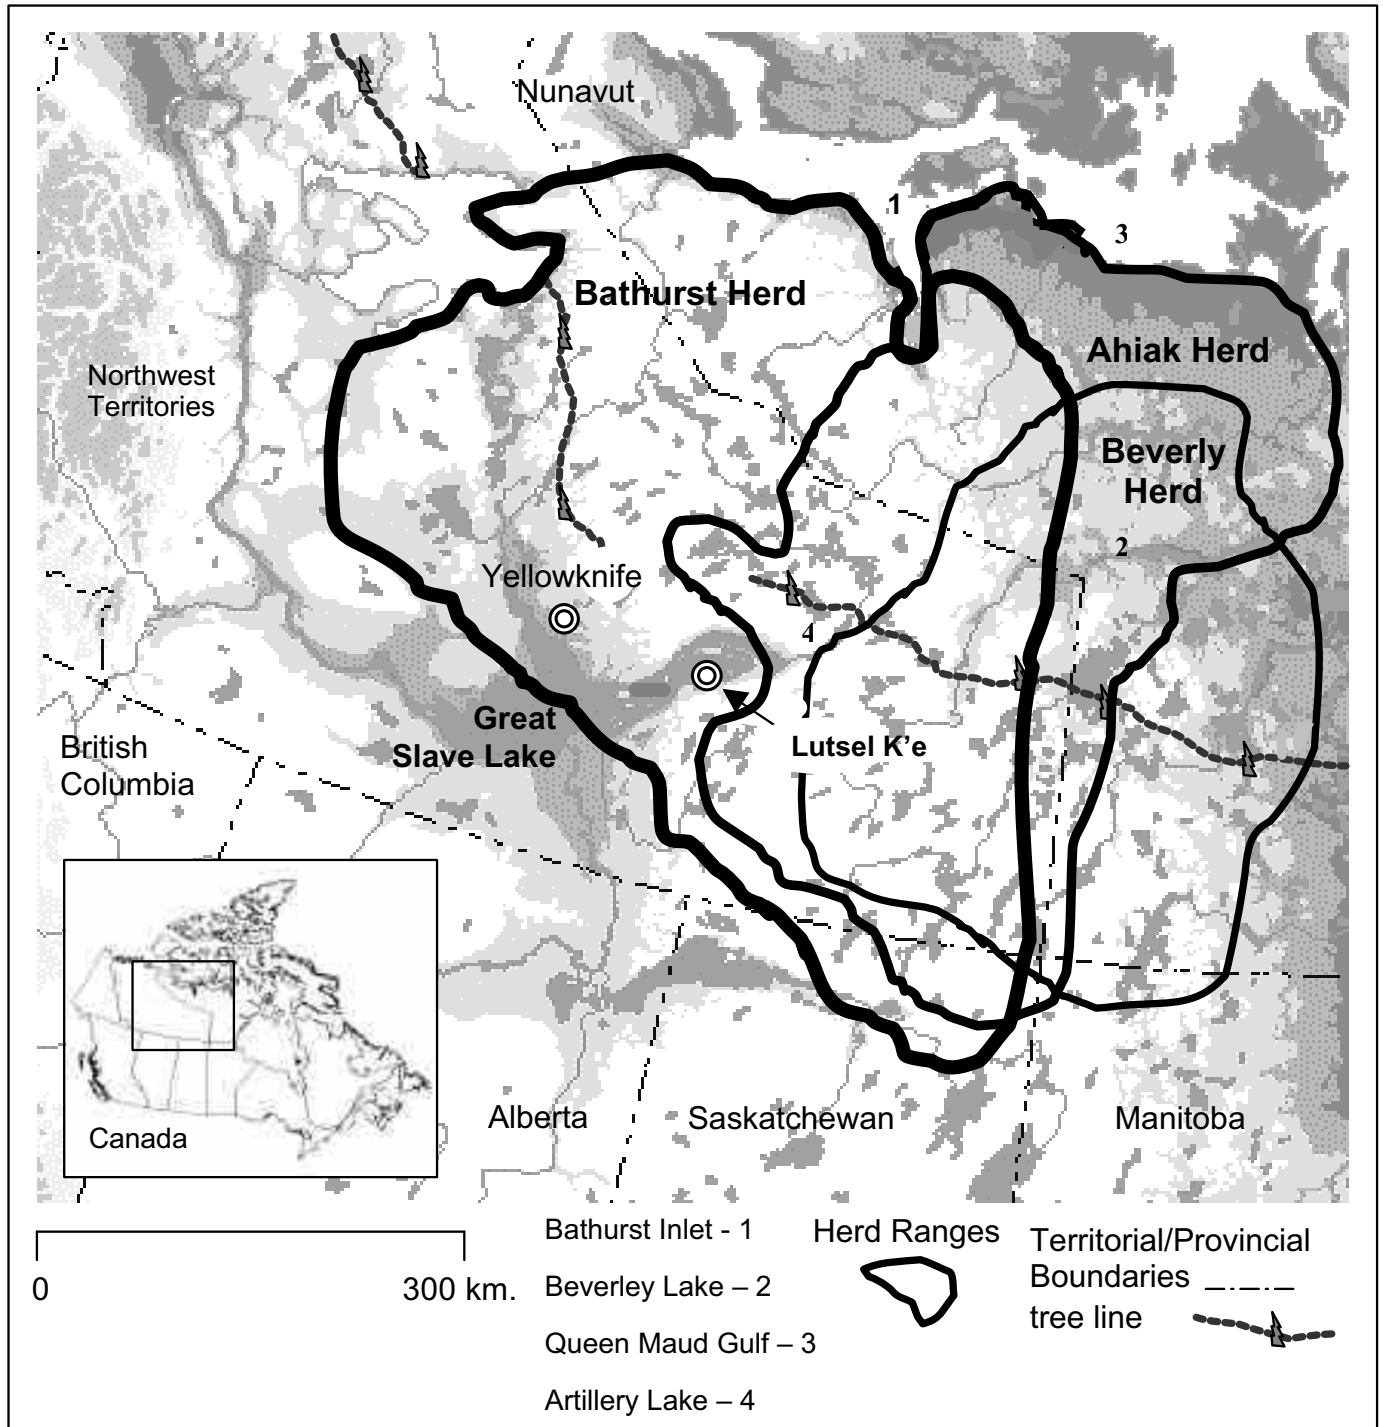 Nunavut
1
3
Bathurst Herd
Ahiak Herd
Northwest
Territories
Beverly
Herd
2
Yellowknife
4
Great
Slave Lake
Lutsel K’e
British
Columbia
Canada
Alberta
Saskatchewan
Manitoba
0
300 km.
Bathurst Inlet - 1
Beverley Lake – 2
Queen Maud Gulf – 3
Artillery Lake – 4
Herd Ranges
Territorial/Provincial
Boundaries
tree line